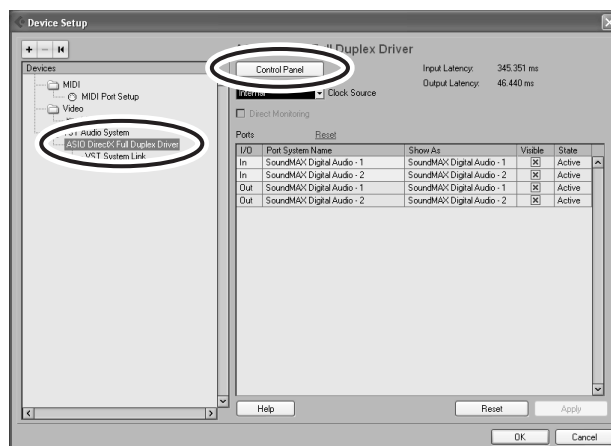 Device Setup
Devices
MIDI
MIDI Port Setup
Video
VST Audio System
ASIO DirectX Full Duplex Driver
VST System Link
Full Duplex Driver
Control Panel
Input Latency: 345.351 ms
Output Latency: 46.440 ms
Internal Clock Source
Direct Monitoring
Ports Reset
I/O Port System Name Show As Visible State
In SoundMAX Digital Audio - 1 SoundMAX Digital Audio - 1 Active
In SoundMAX Digital Audio - 2 SoundMAX Digital Audio - 2 Active
Out SoundMAX Digital Audio - 1 SoundMAX Digital Audio - 1 Active
Out SoundMAX Digital Audio - 2 SoundMAX Digital Audio - 2 Active
Help Reset Apply
OK Cancel